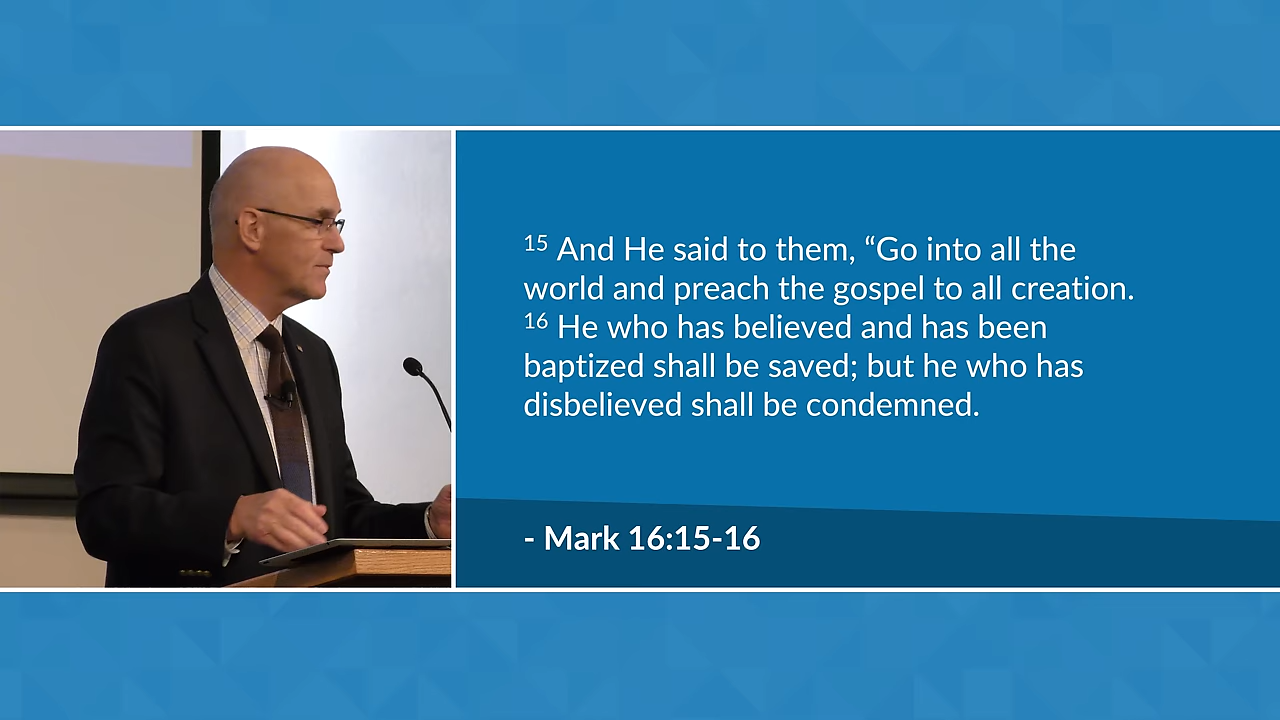 15 And He said to them, “Go into all the
world and preach the gospel to all creation.
16 He who has believed and has been
baptized shall be saved; but he who has
disbelieved shall be condemned.
- Mark 16:15-16